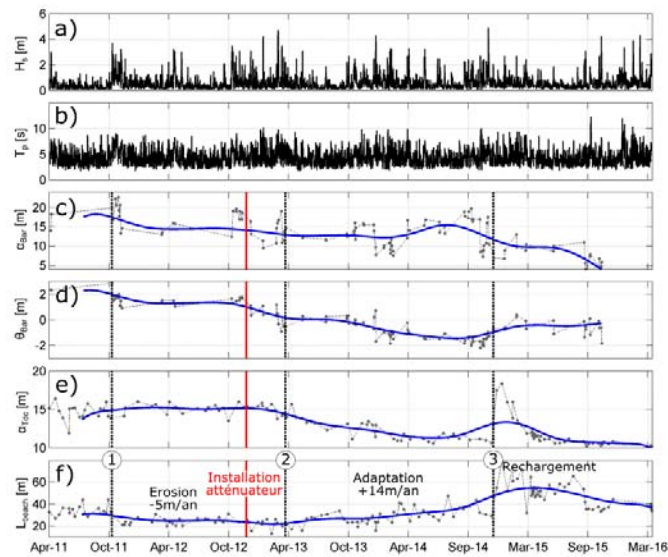 a)
6
4
2
0
H_s [m]
b)
10
5
0
T_p [s]
c)
20
15
10
5
α_Bar [m]
d)
2
0
-2
θ_Bar [m]
e)
20
15
10
α_Toc [m]
① ② ③
f)
60
40
20
L_beach [m]
Erosion
-5m/an
Installation
atténuateur
Adaptation
+14m/an
Rechargement
Apr-11 Oct-11 Apr-12 Oct-12 Apr-13 Oct-13 Apr-14 Sep-14 Mar-15 Sep-15 Mar-16